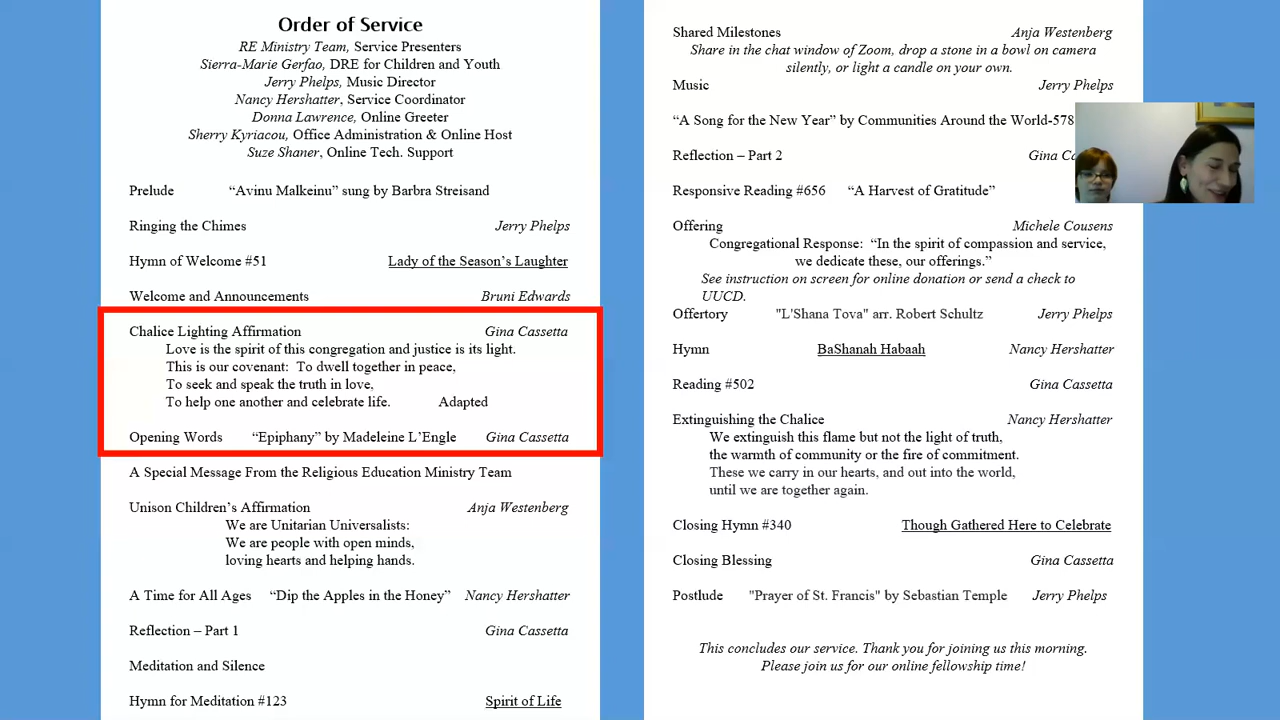 Order of Service
RE Ministry Team, Service Presenters
Sierra-Marie Gerfao, DRE for Children and Youth
Jerry Phelps, Music Director
Nancy Hershatter, Service Coordinator
Donna Lawrence, Online Greeter
Sherry Kyriacou, Office Administration & Online Host
Suze Shaner, Online Tech. Support
Prelude “Avinu Malkeinu” sung by Barbra Streisand
Ringing the Chimes Jerry Phelps
Hymn of Welcome #51 Lady of the Season’s Laughter
Welcome and Announcements Bruni Edwards
Chalice Lighting Affirmation Gina Cassetta
Love is the spirit of this congregation and justice is its light.
This is our covenant: To dwell together in peace,
To seek and speak the truth in love,
To help one another and celebrate life. Adapted
Opening Words “Epiphany” by Madeleine L’Engle Gina Cassetta
A Special Message From the Religious Education Ministry Team
Unison Children’s Affirmation Anja Westenberg
We are Unitarian Universalists:
We are people with open minds,
loving hearts and helping hands.
A Time for All Ages “Dip the Apples in the Honey” Nancy Hershatter
Reflection – Part 1 Gina Cassetta
Meditation and Silence
Hymn for Meditation #123 Spirit of Life
Shared Milestones Anja Westenberg
Share in the chat window of Zoom, drop a stone in a bowl on camera
silently, or light a candle on your own.
Music Jerry Phelps
“A Song for the New Year” by Communities Around the World-578
Reflection – Part 2 Gina
Responsive Reading #656 “A Harvest of Gratitude”
Offering Michele Cousens
Congregational Response: “In the spirit of compassion and service,
we dedicate these, our offerings.”
See instruction on screen for online donation or send a check to
UUCD.
Offertory "L'Shana Tova" arr. Robert Schultz Jerry Phelps
Hymn BaShanah Habaah Nancy Hershatter
Reading #502 Gina Cassetta
Extinguishing the Chalice Nancy Hershatter
We extinguish this flame but not the light of truth,
the warmth of community or the fire of commitment.
These we carry in our hearts, and out into the world,
until we are together again.
Closing Hymn #340 Though Gathered Here to Celebrate
Closing Blessing Gina Cassetta
Postlude "Prayer of St. Francis" by Sebastian Temple Jerry Phelps
This concludes our service. Thank you for joining us this morning.
Please join us for our online fellowship time!